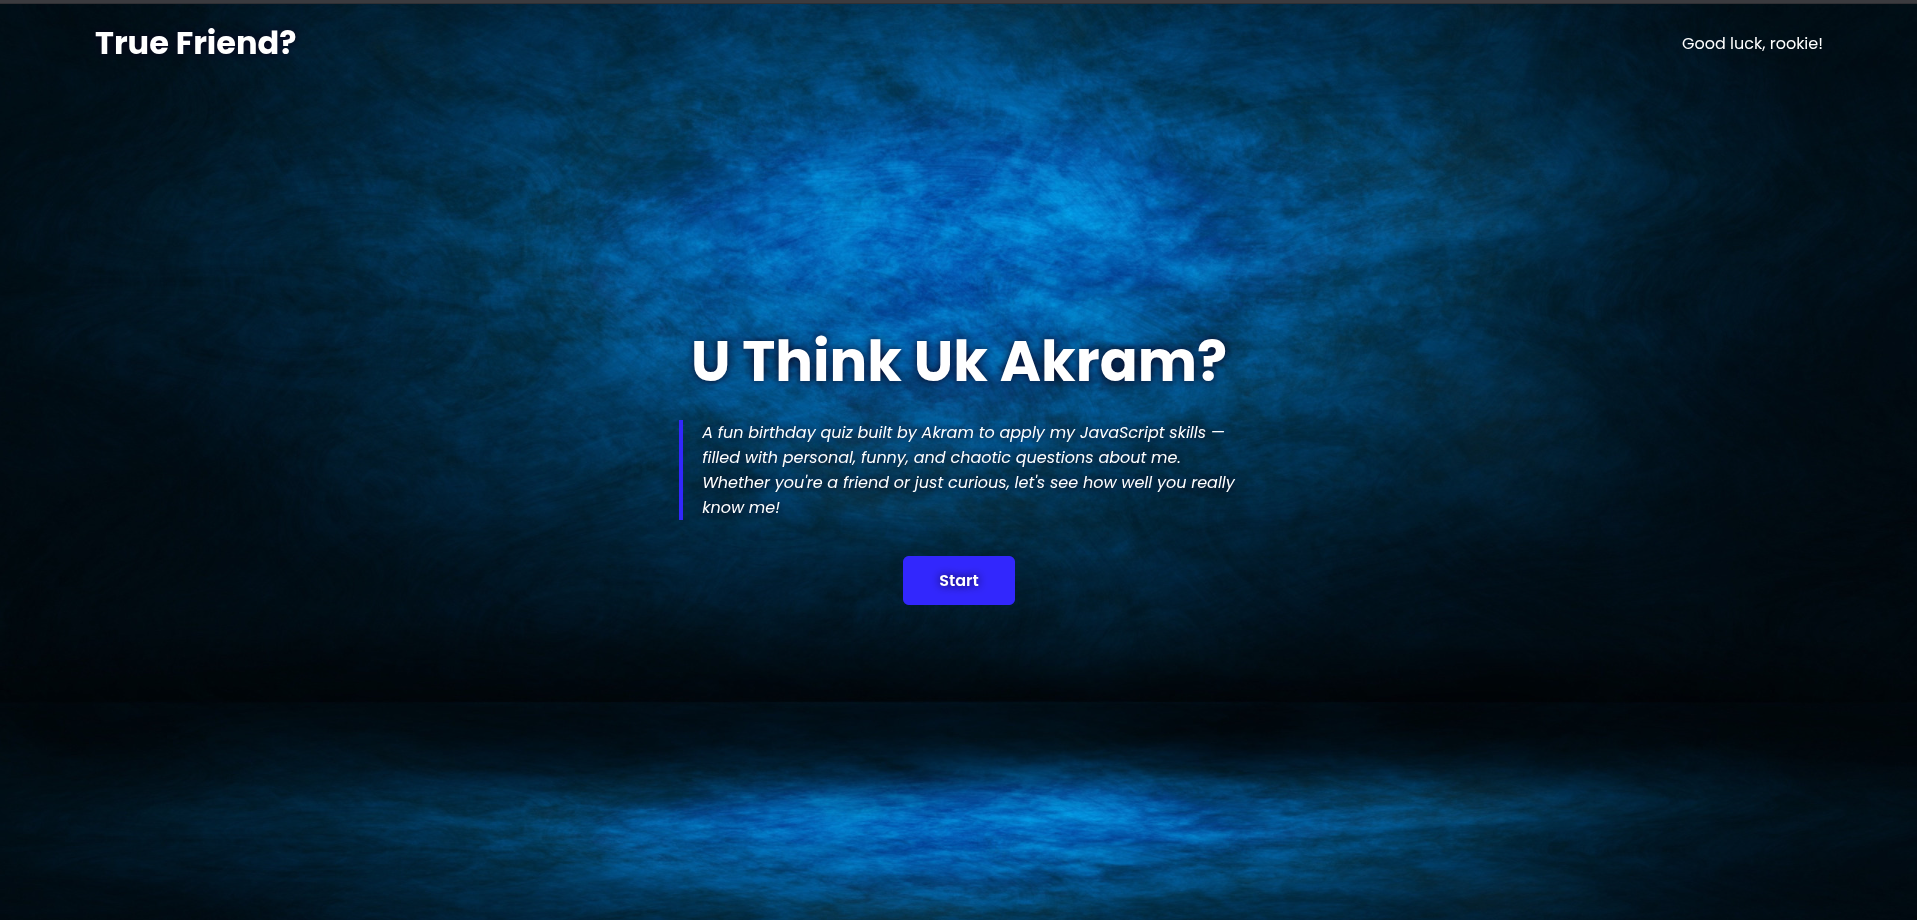 True Friend?
Good luck, rookie!
U Think Uk Akram?
A fun birthday quiz built by Akram to apply my JavaScript skills —
filled with personal, funny, and chaotic questions about me.
Whether you're a friend or just curious, let's see how well you really
know me!
Start